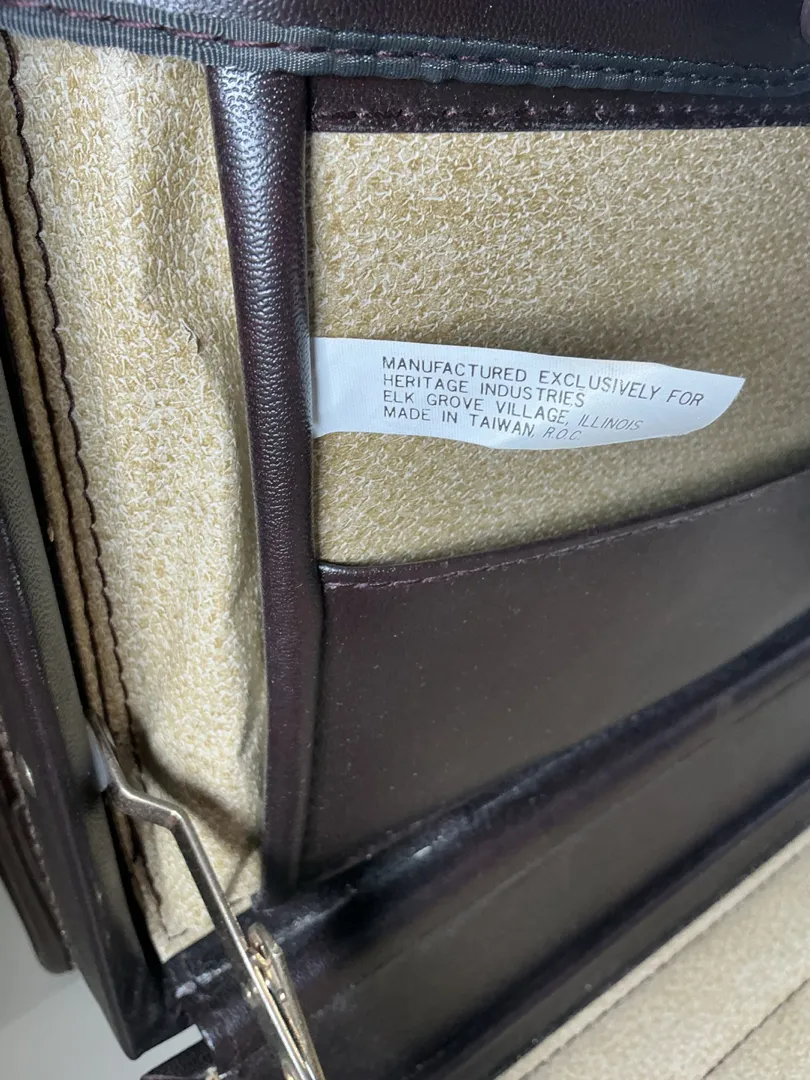 MANUFACTURED EXCLUSIVELY FOR
HERITAGE INDUSTRIES
ELK GROVE VILLAGE, ILLINOIS
MADE IN TAIWAN, R.O.C.